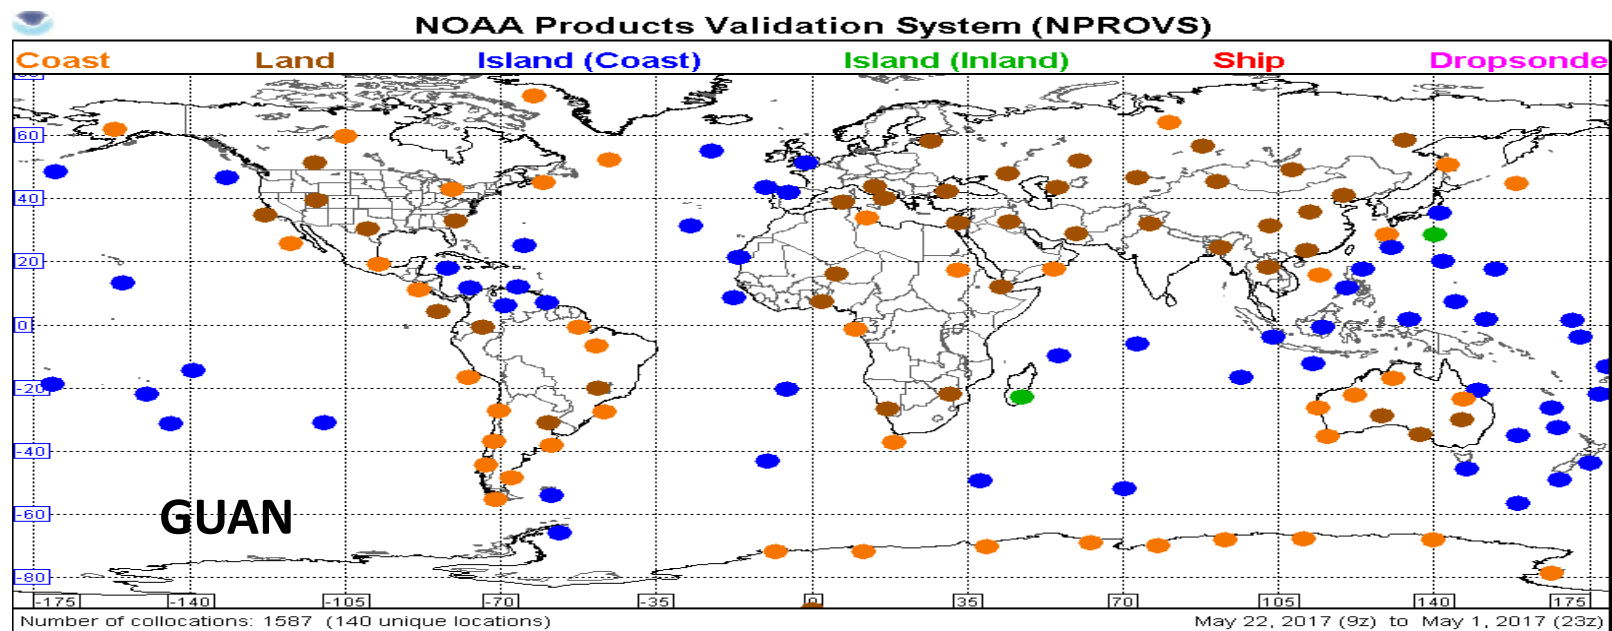 NOAA Products Validation System (NPROVS)
Coast Land Island (Coast) Island (Inland) Ship Dropsonde
60
40
20
0
-20
-40
GUAN
-60
-80
-175 -140 -105 -70 -35 0 35 70 105 140 175
Number of collocations: 1587 (140 unique locations) May 22, 2017 (9z) to May 1, 2017 (23z)